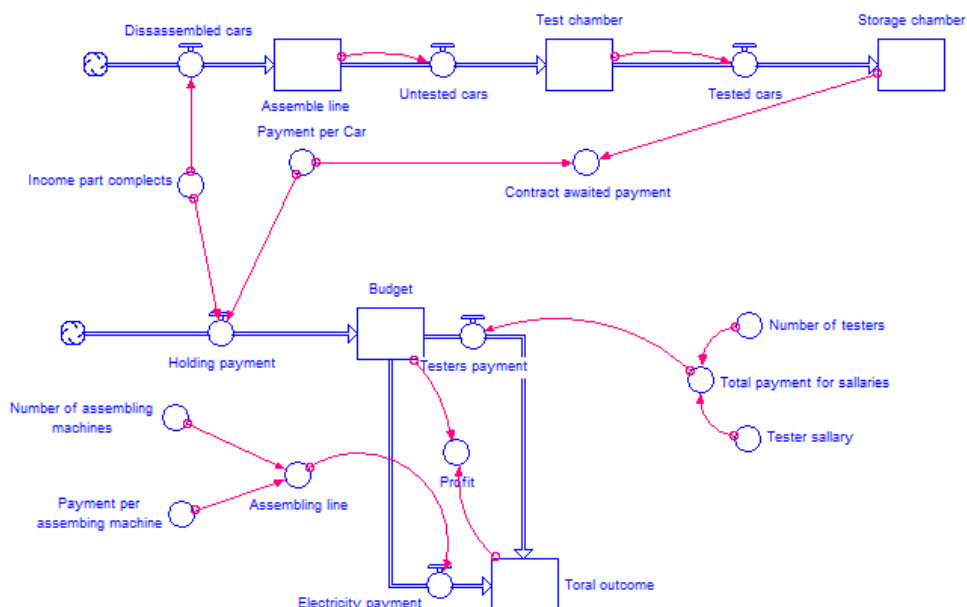 Dissassembled cars
Test chamber
Storage chamber
Assemble line
Untested cars
Tested cars
Payment per Car
Income part complects
Contract awaited payment
Budget
Number of testers
Holding payment
Testers payment
Total payment for sallaries
Number of assembling
machines
Tester sallary
Profit
Assembling line
Payment per
assembing machine
Toral outcome
Electricity payment